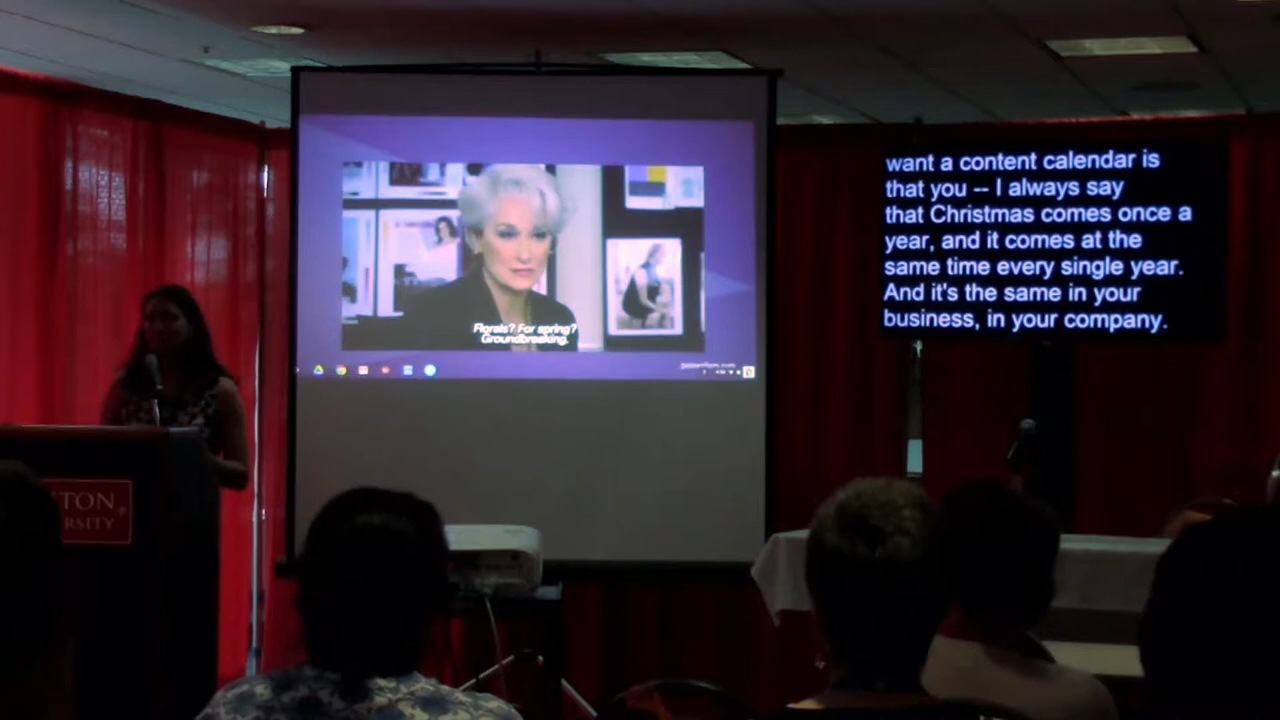 want a content calendar is
that you -- I always say
that Christmas comes once a
year, and it comes at the
same time every single year.
And it's the same in your
business, in your company.
Florals? For spring?
Groundbreaking.
TON
RSITY